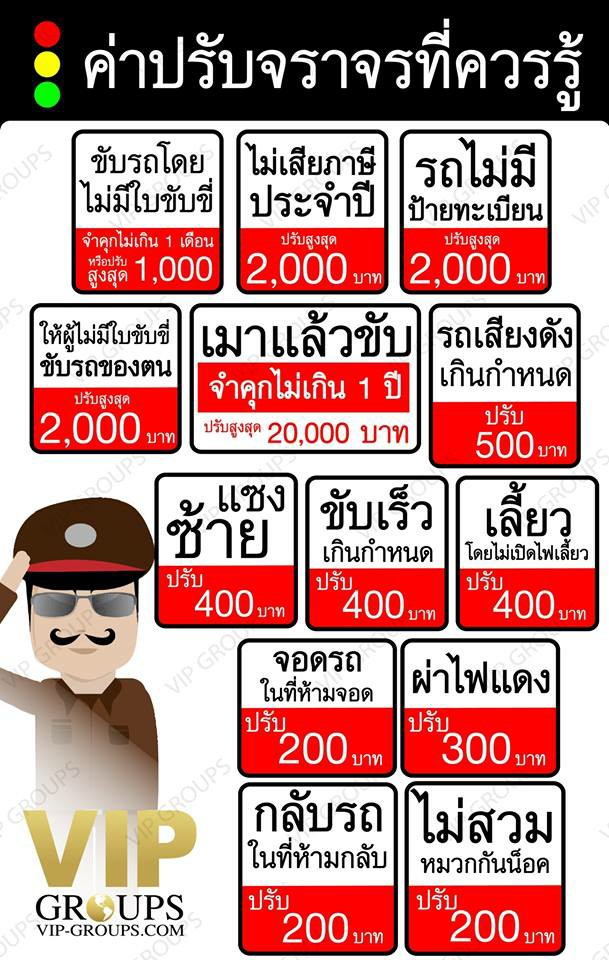 ค่าปรับจราจรที่ควรรู้
ขับรถโดย
ไม่มีใบขับขี่
จำคุกไม่เกิน 1 เดือน
หรือปรับ
สูงสุด 1,000
ไม่เสียภาษี
ประจำปี
ปรับสูงสุด
2,000 บาท
รถไม่มี
ป้ายทะเบียน
ปรับสูงสุด
2,000 บาท
ให้ผู้ไม่มีใบขับขี่
ขับรถของตน
ปรับสูงสุด
2,000 บาท
เมาแล้วขับ
จำคุกไม่เกิน 1 ปี
ปรับสูงสุด 20,000 บาท
รถเสียงดัง
เกินกำหนด
ปรับ
500 บาท
แซง
ซ้าย
ปรับ
400 บาท
ขับเร็ว
เกินกำหนด
ปรับ
400 บาท
เลี้ยว
โดยไม่เปิดไฟเลี้ยว
ปรับ
400 บาท
จอดรถ
ในที่ห้ามจอด
ปรับ
200 บาท
ผ่าไฟแดง
ปรับ
300 บาท
กลับรถ
ในที่ห้ามกลับ
ปรับ
200 บาท
ไม่สวม
หมวกกันน็อค
ปรับ
200 บาท
VIP
GROUPS
VIP-GROUPS.COM